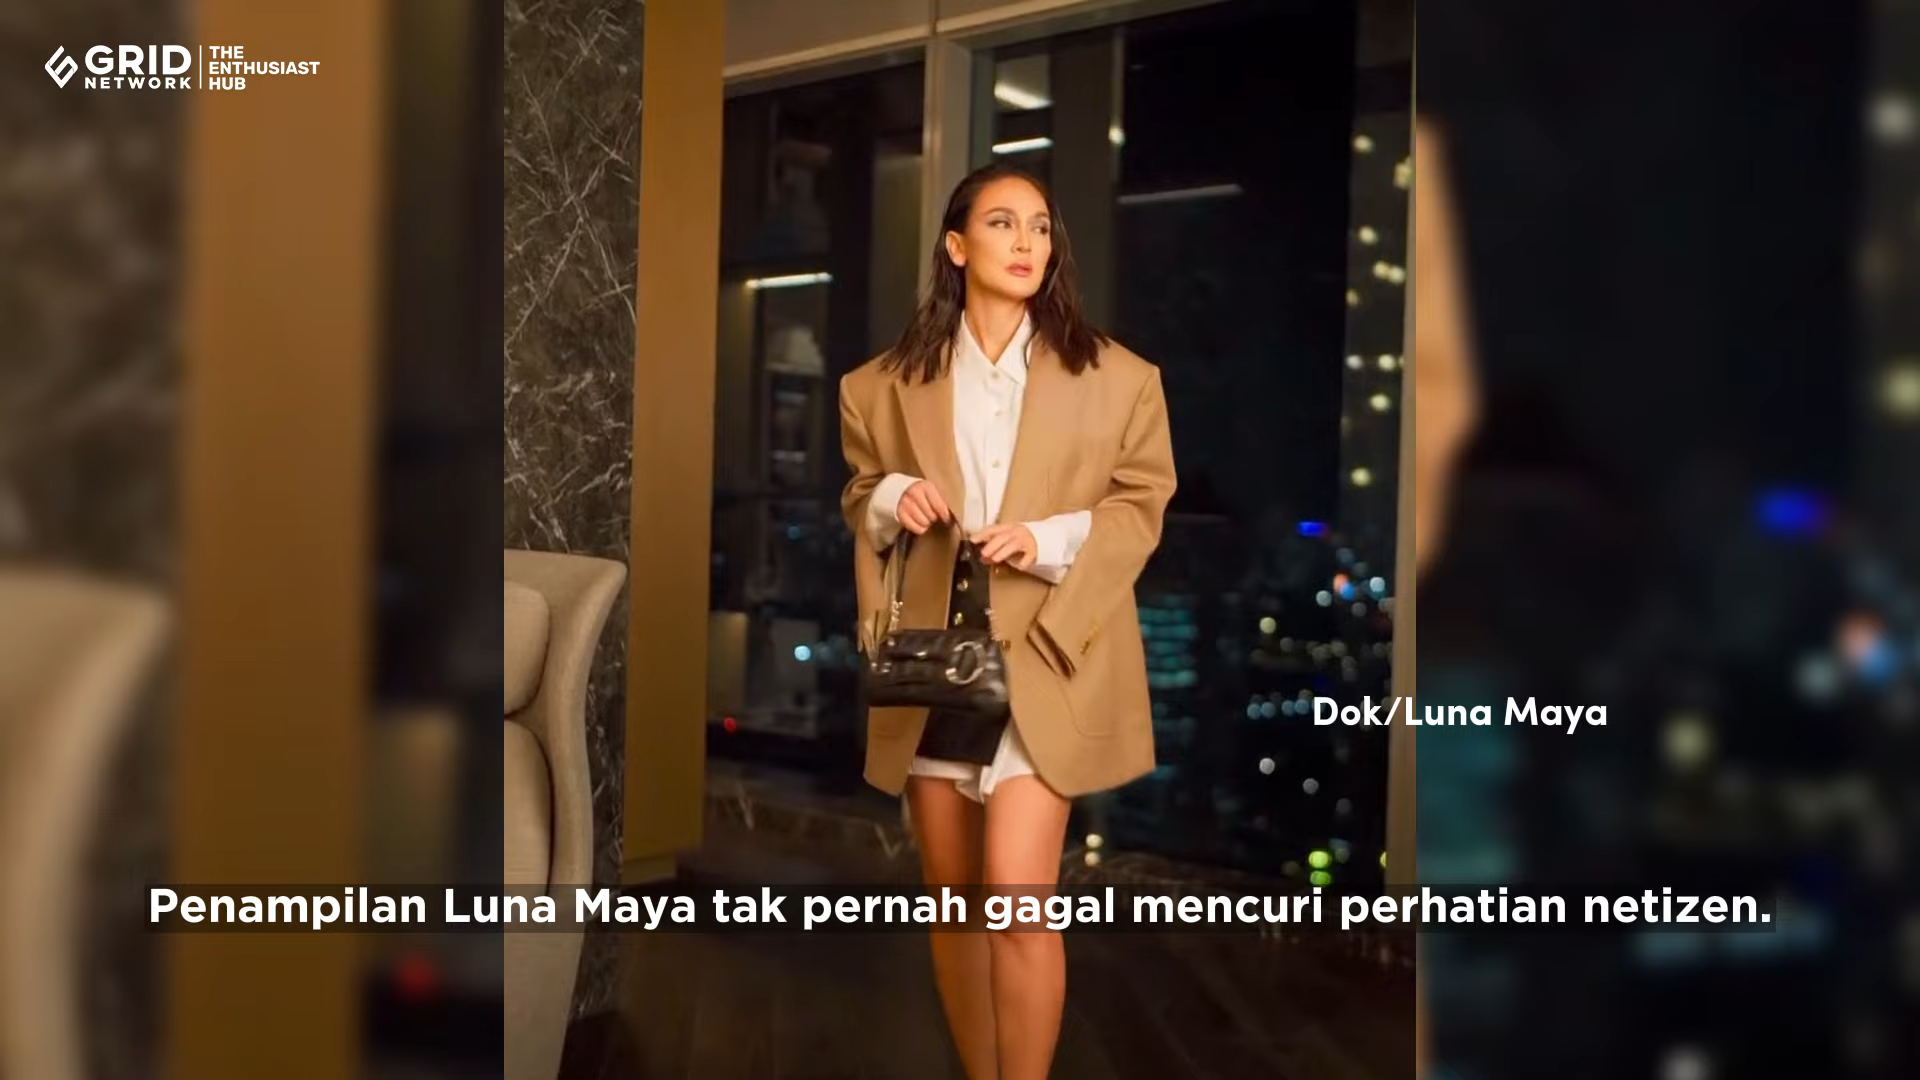 GRID
NETWORK
THE
ENTHUSIAST
HUB
Dok/Luna Maya
Penampilan Luna Maya tak pernah gagal mencuri perhatian netizen.